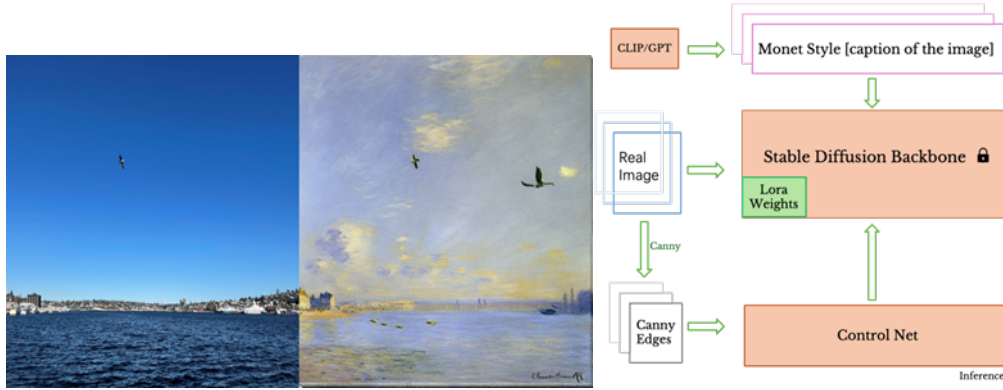 CLIP/GPT
Monet Style [caption of the image]
Real
Image
Stable Diffusion Backbone
Lora
Weights
Canny
Canny
Edges
Control Net
Inference